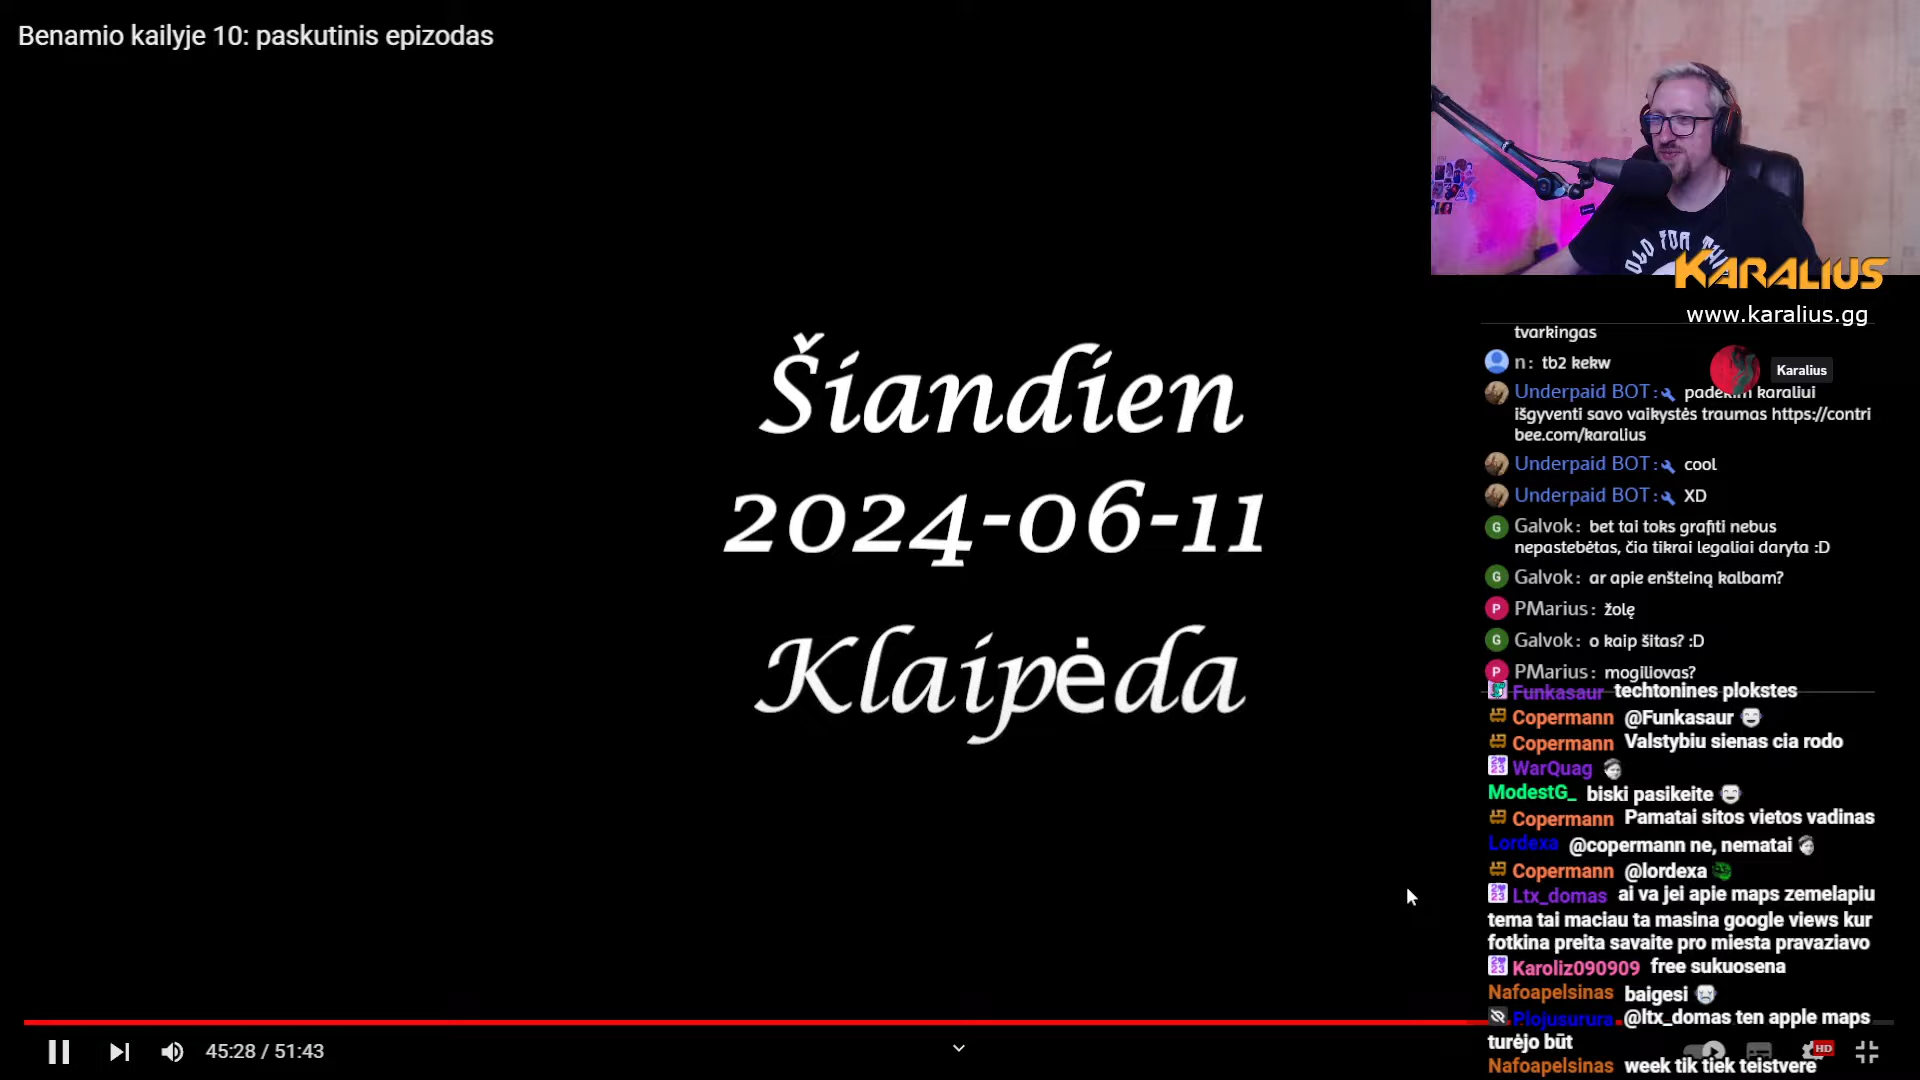 Benamio kailyje 10: paskutinis epizodas
Šiandien
2024-06-11
Klaipėda
45:28 / 51:43
HD
OLD FOR THI
KARALIUS
www.karalius.gg
tvarkingas
n: tb2 kekw
Karalius
Underpaid BOT: padėkim karaliui
išgyventi savo vaikystės traumas https://contri
bee.com/karalius
Underpaid BOT: cool
Underpaid BOT: XD
G Galvok: bet tai toks grafiti nebus
nepastebėtas, čia tikrai legaliai daryta :D
G Galvok: ar apie enšteiną kalbam?
P PMarius: žolę
G Galvok: o kaip šitas? :D
P PMarius: mogiliovas?
Funkasaur techtonines plokstes
Copermann @Funkasaur
Copermann Valstybiu sienas cia rodo
WarQuag
ModestG_ biski pasikeite
Copermann Pamatai sitos vietos vadinas
Lordexa @copermann ne, nematai
Copermann @lordexa
Ltx_domas ai va jei apie maps zemelapiu
tema tai maciau ta masina google views kur
fotkina preita savaite pro miesta pravaziavo
Karoliz090909 free sukuosena
Nafoapelsinas baigesi
Plojusurura @ltx_domas ten apple maps
turėjo būt
Nafoapelsinas week tik tiek teistvere